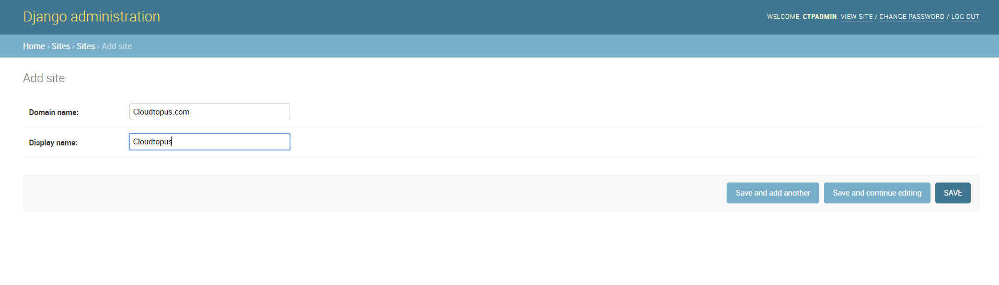 Django administration
WELCOME, CTPADMIN. VIEW SITE / CHANGE PASSWORD / LOG OUT
Home › Sites › Sites › Add site
Add site
Domain name: Cloudtopus.com
Display name: Cloudtopus
Save and add another Save and continue editing SAVE